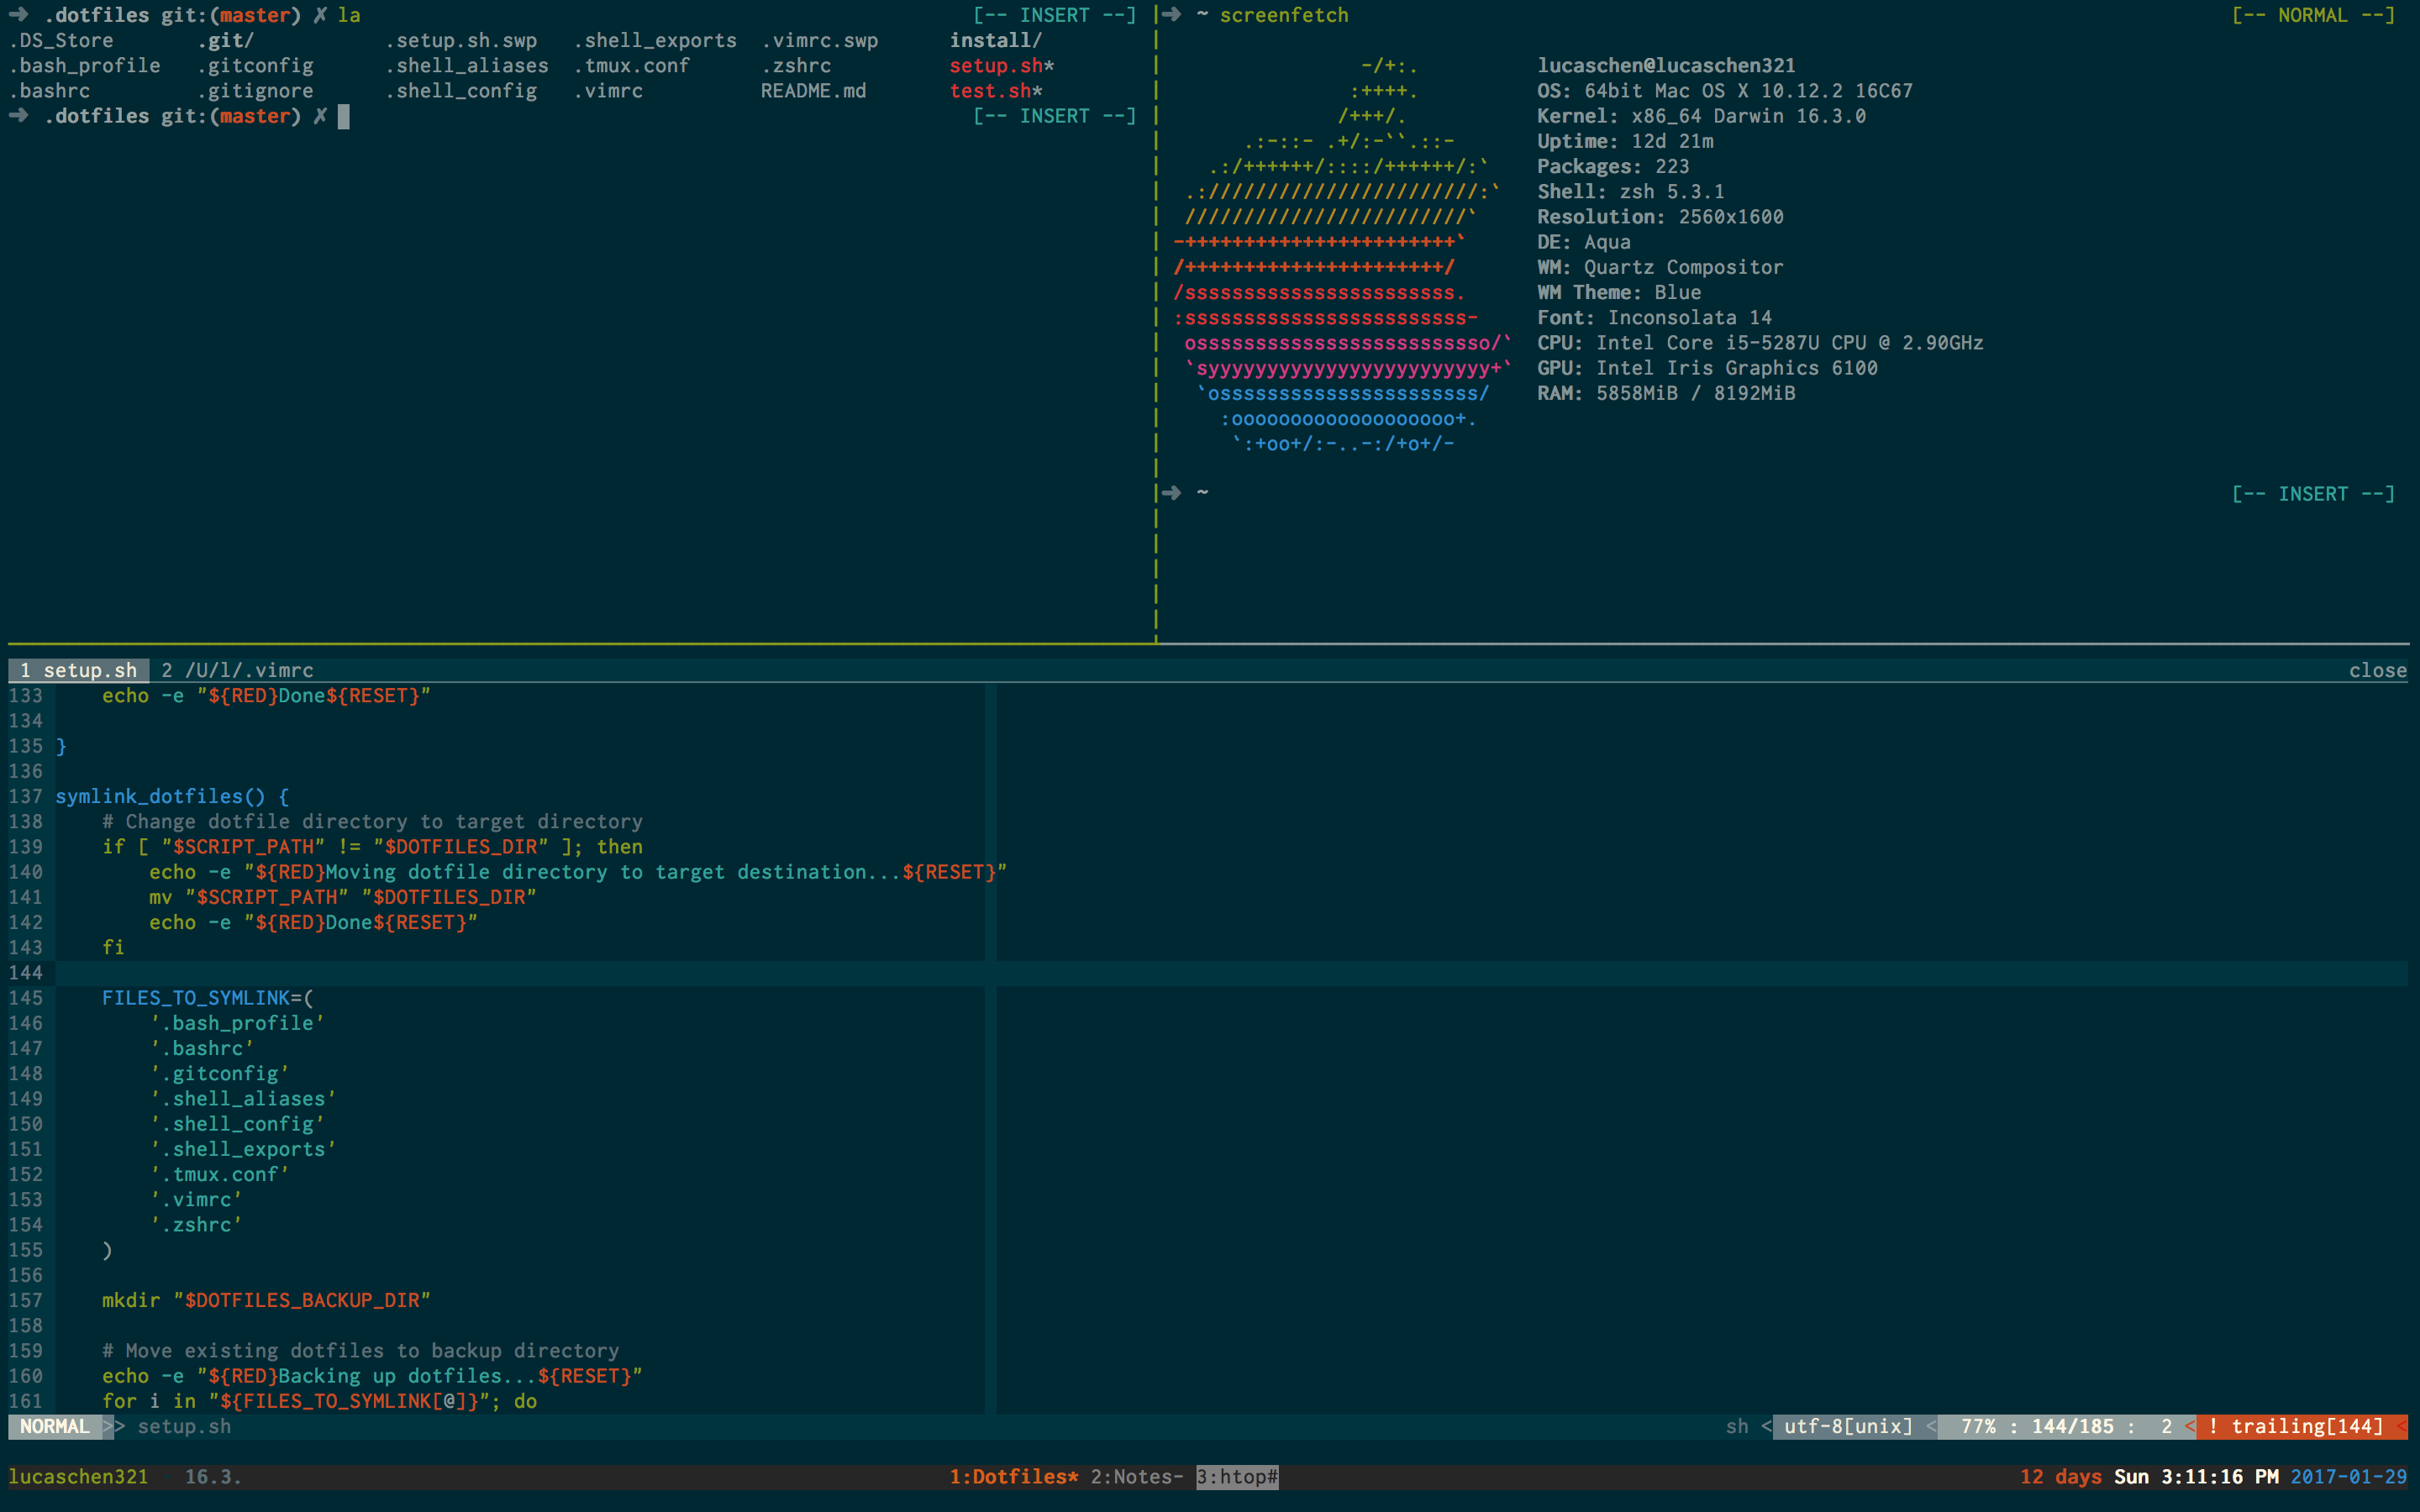 ➜ .dotfiles git:(master) ✗ la [-- INSERT --]
.DS_Store .git/ .setup.sh.swp .shell_exports .vimrc.swp install/
.bash_profile .gitconfig .shell_aliases .tmux.conf .zshrc setup.sh*
.bashrc .gitignore .shell_config .vimrc README.md test.sh*
➜ .dotfiles git:(master) ✗ [-- INSERT --]
➜ ~ screenfetch [-- NORMAL --]
-/+:. lucaschen@lucaschen321
:++++. OS: 64bit Mac OS X 10.12.2 16C67
/+++/. Kernel: x86_64 Darwin 16.3.0
.:-::- .+/:-``.::- Uptime: 12d 21m
.:/++++++/::::/++++++/:` Packages: 223
.:///////////////////////:` Shell: zsh 5.3.1
////////////////////////` Resolution: 2560x1600
-+++++++++++++++++++++++` DE: Aqua
/++++++++++++++++++++++/ WM: Quartz Compositor
/sssssssssssssssssssssss. WM Theme: Blue
:ssssssssssssssssssssssss- Font: Inconsolata 14
osssssssssssssssssssssssso/` CPU: Intel Core i5-5287U CPU @ 2.90GHz
`syyyyyyyyyyyyyyyyyyyyyyyy+` GPU: Intel Iris Graphics 6100
`ossssssssssssssssssssss/ RAM: 5858MiB / 8192MiB
:ooooooooooooooooooo+.
`:+oo+/:-..-:/+o+/-
➜ ~ [-- INSERT --]
1 setup.sh 2 /U/l/.vimrc close
133     echo -e "${RED}Done${RESET}"
134
135 }
136
137 symlink_dotfiles() {
138     # Change dotfile directory to target directory
139     if [ "$SCRIPT_PATH" != "$DOTFILES_DIR" ]; then
140         echo -e "${RED}Moving dotfile directory to target destination...${RESET}"
141         mv "$SCRIPT_PATH" "$DOTFILES_DIR"
142         echo -e "${RED}Done${RESET}"
143     fi
144
145     FILES_TO_SYMLINK=(
146         '.bash_profile'
147         '.bashrc'
148         '.gitconfig'
149         '.shell_aliases'
150         '.shell_config'
151         '.shell_exports'
152         '.tmux.conf'
153         '.vimrc'
154         '.zshrc'
155     )
156
157     mkdir "$DOTFILES_BACKUP_DIR"
158
159     # Move existing dotfiles to backup directory
160     echo -e "${RED}Backing up dotfiles...${RESET}"
161     for i in "${FILES_TO_SYMLINK[@]}"; do
NORMAL >> setup.sh sh < utf-8[unix] < 77% : 144/185 : 2 < ! trailing[144] <
lucaschen321 16.3. 1:Dotfiles* 2:Notes- 3:htop# 12 days Sun 3:11:16 PM 2017-01-29